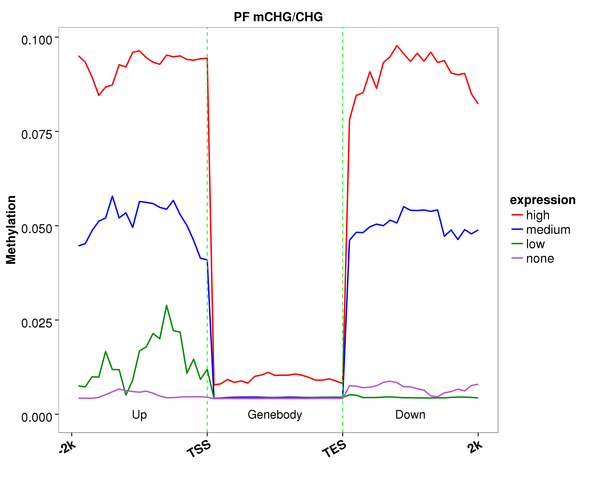 PF mCHG/CHG
0.100
0.075
0.050
0.025
0.000
Methylation
Up
Genebody
Down
-2k
TSS
TES
2k
expression
high
medium
low
none